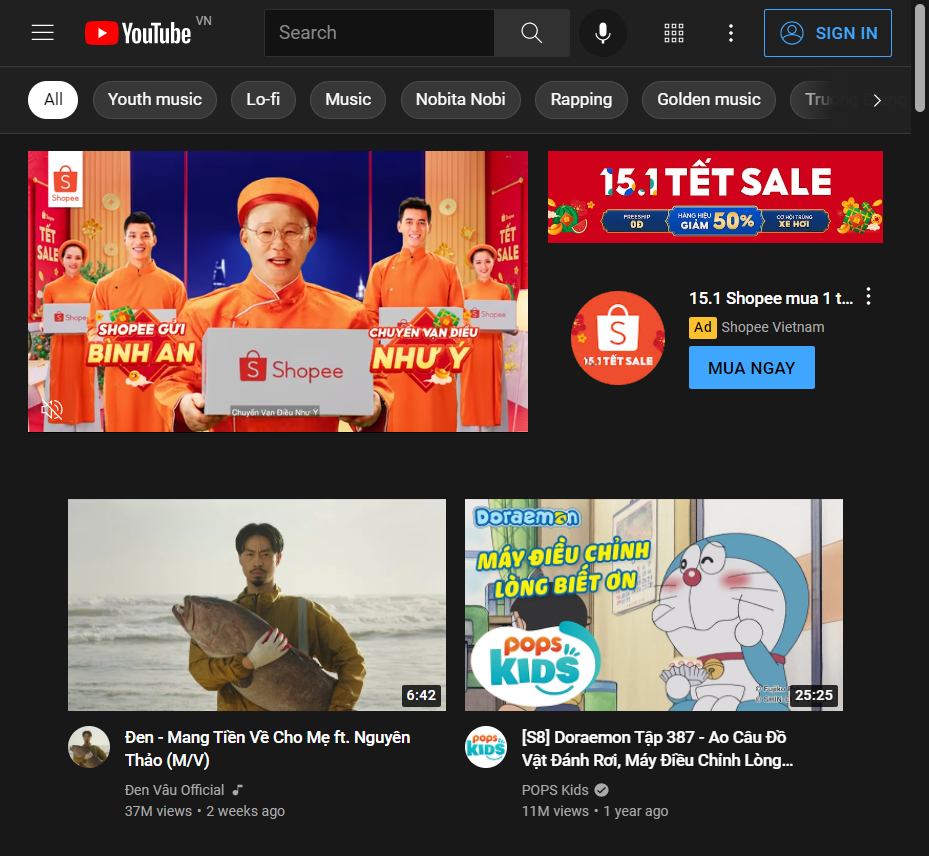 YouTube VN
Search
SIGN IN
All
Youth music
Lo-fi
Music
Nobita Nobi
Rapping
Golden music
Shopee
TẾT
SALE
TẾT
SALE
SHOPEE GỬI
BÌNH AN
CHUYỂN VẠN ĐIỀU
NHƯ Ý
Shopee
Shopee
Shopee
Chuyển Vạn Điều Như Ý
15.1 TẾT SALE
FREESHIP
0Đ
HÀNG HIỆU
GIẢM 50%
CƠ HỘI TRÚNG
XE HƠI
15.1 TẾT SALE
15.1 Shopee mua 1 t...
Ad Shopee Vietnam
MUA NGAY
6:42
Đen - Mang Tiền Về Cho Mẹ ft. Nguyên
Thảo (M/V)
Đen Vâu Official
37M views • 2 weeks ago
Doraemon
MÁY ĐIỀU CHỈNH
LÒNG BIẾT ƠN
POPS
KIDS
25:25
POPS
KIDS
[S8] Doraemon Tập 387 - Ao Câu Đồ
Vật Đánh Rơi, Máy Điều Chỉnh Lòng...
POPS Kids
11M views • 1 year ago